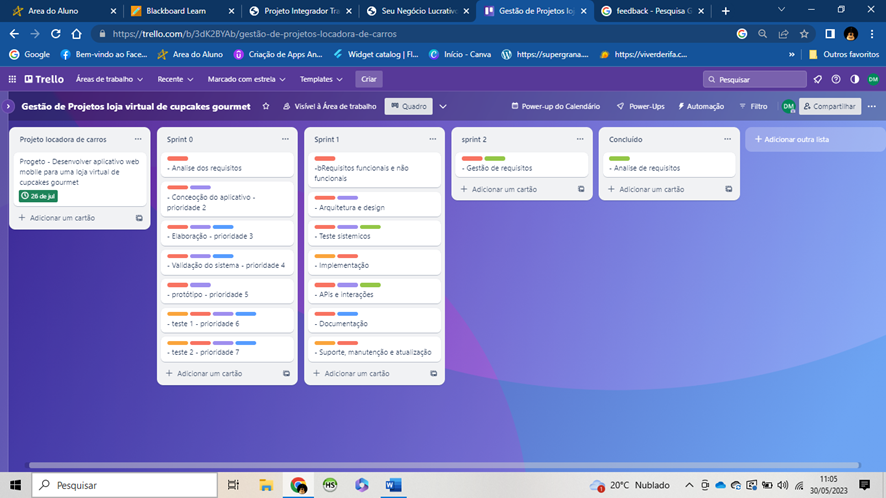 Area do Aluno
Blackboard Learn
Projeto Integrador Tra
Seu Negócio Lucrativo
Gestão de Projetos loj
feedback - Pesquisa G
https://trello.com/b/3dK2BYAb/gestão-de-projetos-locadora-de-carros
Google
Bem-vindo ao Face...
Area do Aluno
Criação de Apps An...
Widget catalog | Fl...
Início - Canva
https://supergrana....
https://viverderifa.c...
»
Outros favoritos
Trello
Áreas de trabalho
Recente
Marcado com estrela
Templates
Criar
Pesquisar
DM
Gestão de Projetos loja virtual de cupcakes gourmet
Visível à Área de trabalho
Quadro
Power-up do Calendário
Power-Ups
Automação
Filtro
DM
Compartilhar
Projeto locadora de carros
Progeto - Desenvolver aplicativo web
mobile para uma loja virtual de
cupcakes gourmet
26 de jul
+ Adicionar um cartão
Sprint 0
- Analise dos requisitos
- Conceoção do aplicativo -
prioridade 2
- Elaboração - prioridade 3
- Validação do sistema - prioridade 4
- protótipo - prioridade 5
- teste 1 - prioridade 6
- teste 2 - prioridade 7
+ Adicionar um cartão
Sprint 1
-bRequisitos funcionais e não
funcionais
- Arquitetura e design
- Teste sistemicos
- Implementação
- APIs e interações
- Documentação
- Suporte, manutenção e atualização
+ Adicionar um cartão
sprint 2
- Gestão de requisitos
+ Adicionar um cartão
Concluído
- Analise de requisitos
+ Adicionar um cartão
+ Adicionar outra lista
Pesquisar
20°C Nublado
11:05
30/05/2023